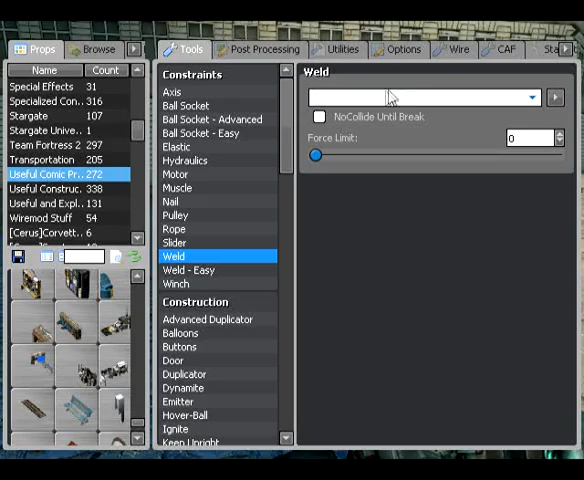 Props
Browse
Tools
Post Processing
Utilities
Options
Wire
CAF
Sta
Name
Count
Special Effects 31
Specialized Con... 316
Stargate 107
Stargate Unive... 1
Team Fortress 2 297
Transportation 205
Useful Comic Pr... 272
Useful Construc... 338
Useful and Expl... 131
Wiremod Stuff 54
[Cerus]Corvett... 6
Constraints
Axis
Ball Socket
Ball Socket - Advanced
Ball Socket - Easy
Elastic
Hydraulics
Motor
Muscle
Nail
Pulley
Rope
Slider
Weld
Weld - Easy
Winch
Construction
Advanced Duplicator
Balloons
Buttons
Door
Duplicator
Dynamite
Emitter
Hover-Ball
Ignite
Keep Upright
Weld
NoCollide Until Break
Force Limit:
0